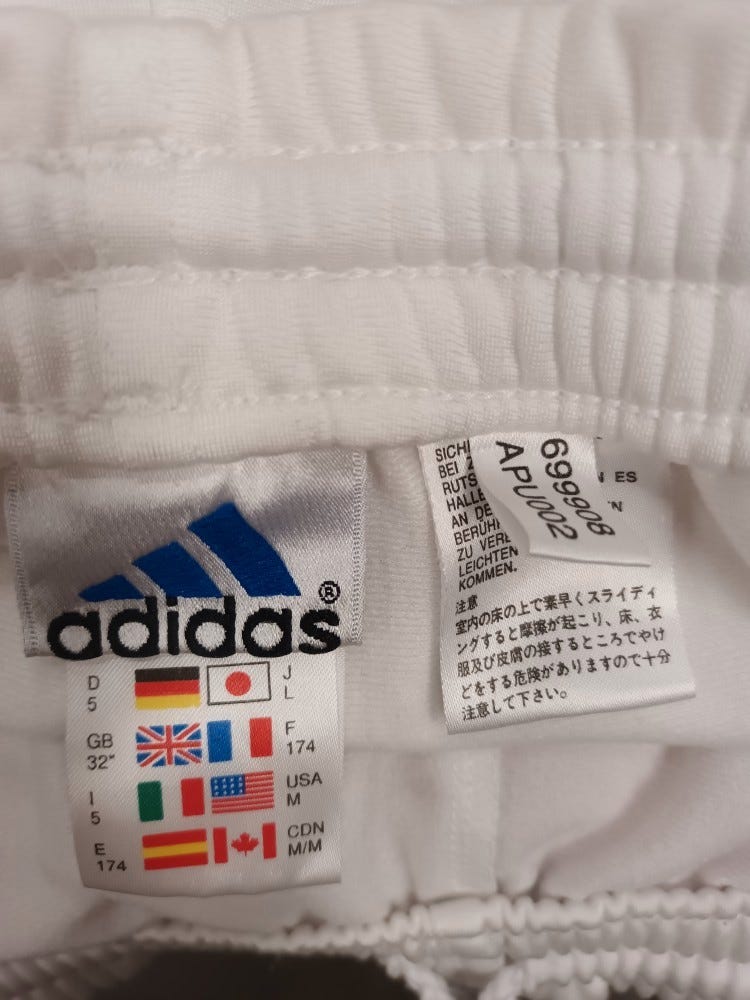 adidas®
D
5
J
L
GB
32"
F
174
I
5
USA
M
E
174
CDN
M/M
699908
APU002
SICH
BEI
RUTS
ES
HALL
AN DE
BERÜH
ZU VER
LEICHTEN
KOMMEN.
注意
室内の床の上で素早くスライディ
ングすると摩擦が起こり、床、衣
服及び皮膚の接するところでやけ
どをする危険がありますので十分
注意して下さい。